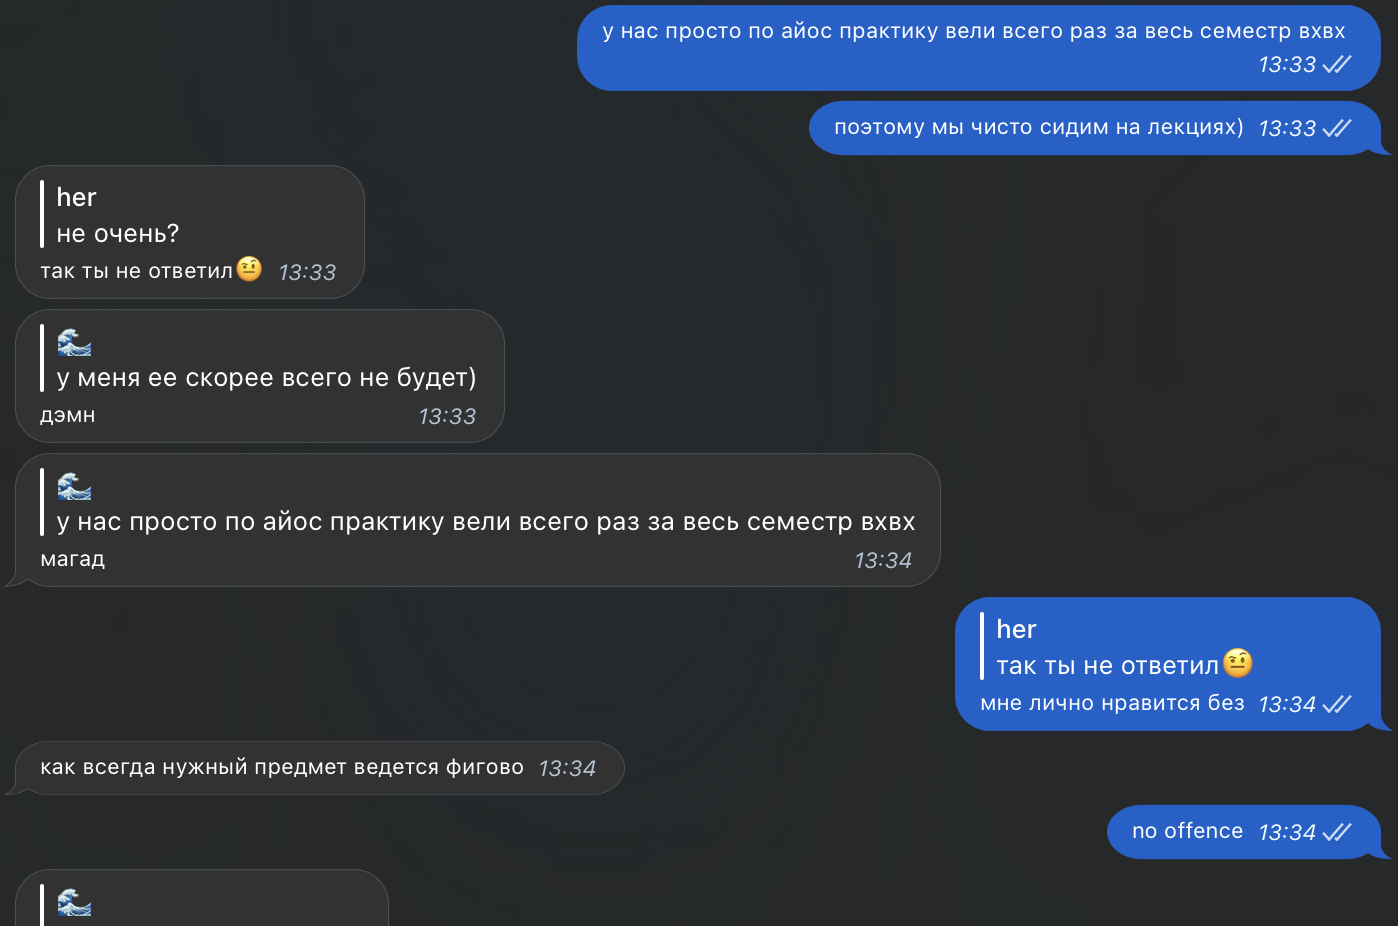 у нас просто по айос практику вели всего раз за весь семестр вхвх
13:33
поэтому мы чисто сидим на лекциях) 13:33
her
не очень?
так ты не ответил🤨 13:33
🌊
у меня ее скорее всего не будет)
дэмн 13:33
🌊
у нас просто по айос практику вели всего раз за весь семестр вхвх
магад 13:34
her
так ты не ответил🤨
мне лично нравится без 13:34
как всегда нужный предмет ведется фигово 13:34
no offence 13:34
🌊